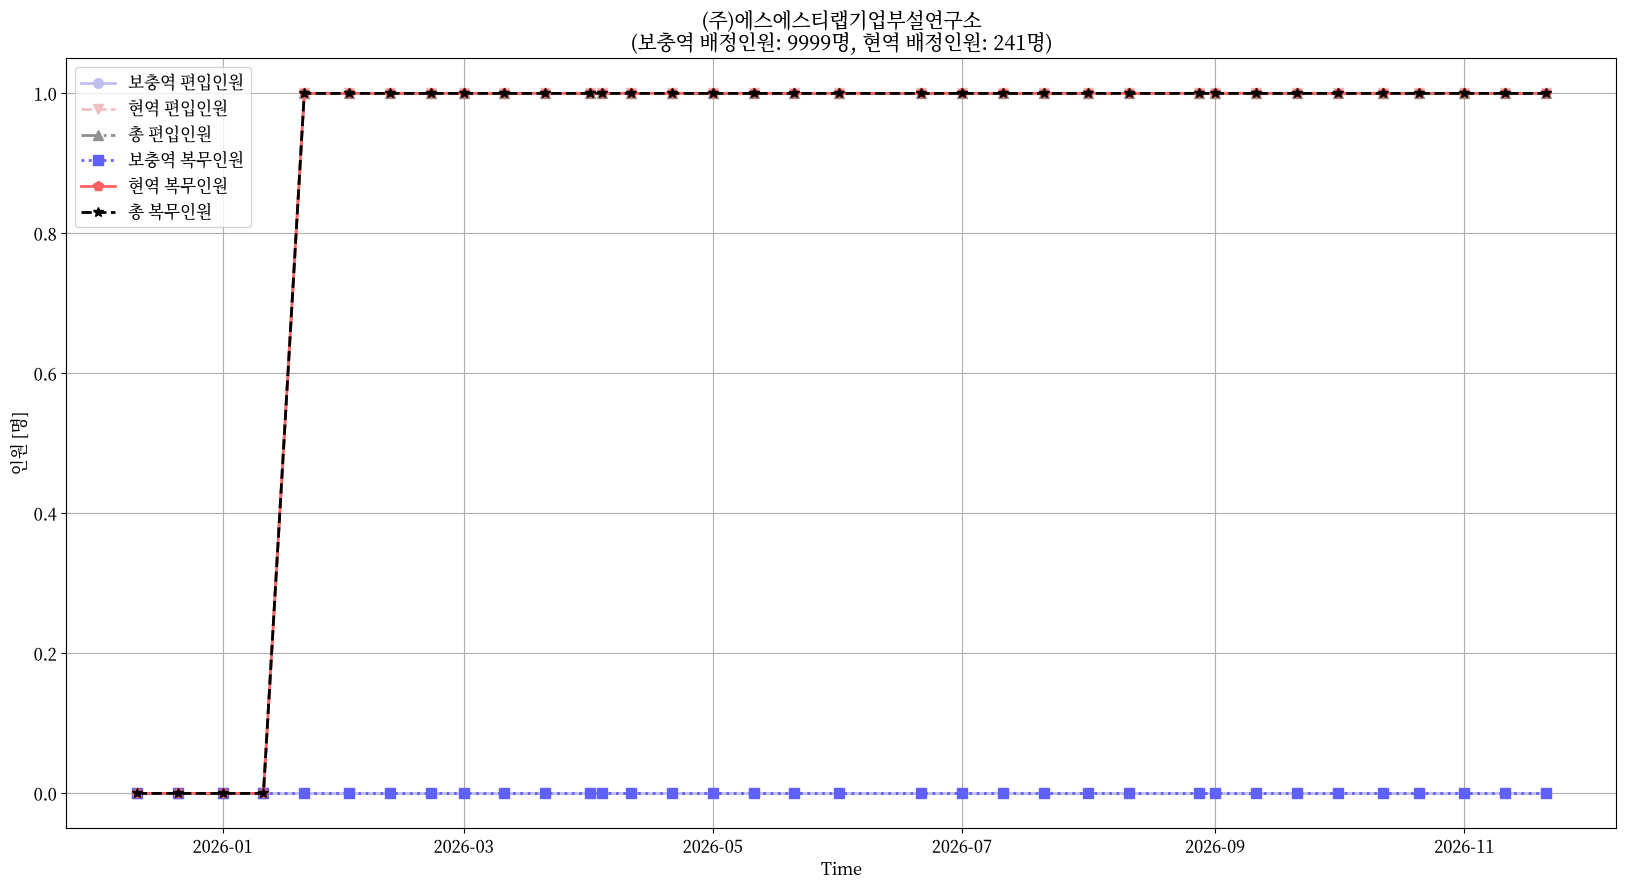 (주)에스에스티랩기업부설연구소
(보충역 배정인원: 9999명, 현역 배정인원: 241명)
보충역 편입인원
현역 편입인원
총 편입인원
보충역 복무인원
현역 복무인원
총 복무인원
1.0
0.8
0.6
0.4
0.2
0.0
인원 [명]
2026-01
2026-03
2026-05
2026-07
2026-09
2026-11
Time